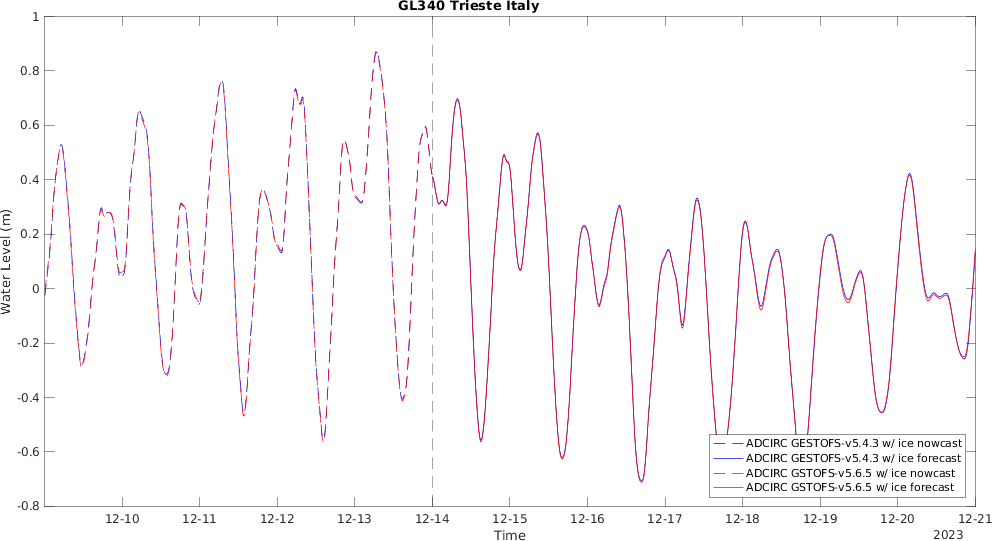 GL340 Trieste Italy
1
0.8
0.6
0.4
0.2
0
-0.2
-0.4
-0.6
-0.8
Water Level (m)
ADCIRC GESTOFS-v5.4.3 w/ ice nowcast
ADCIRC GESTOFS-v5.4.3 w/ ice forecast
ADCIRC GSTOFS-v5.6.5 w/ ice nowcast
ADCIRC GSTOFS-v5.6.5 w/ ice forecast
12-10 12-11 12-12 12-13 12-14 12-15 12-16 12-17 12-18 12-19 12-20 12-21
Time
2023